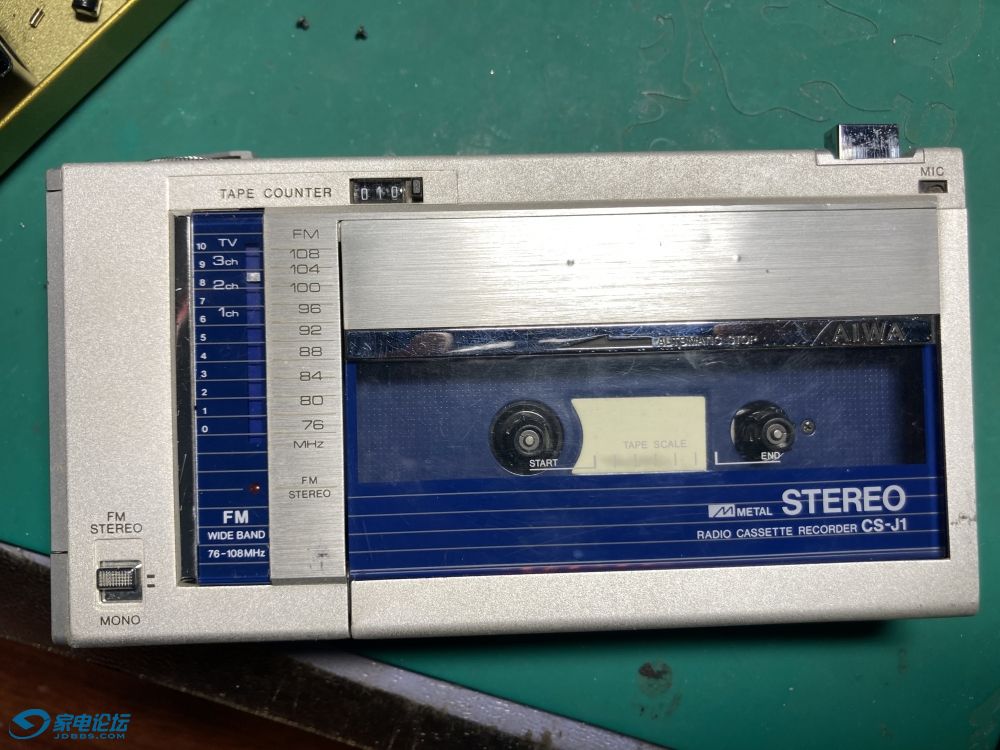 TAPE COUNTER
010
MIC
TV
10
9
3ch
8
2ch
7
1ch
6
5
4
3
2
1
0
FM
108
104
100
96
92
88
84
80
76
MHz
FM
STEREO
FM
WIDE BAND
76-108MHz
FM
STEREO
MONO
AUTOMATIC STOP
AIWA
TAPE SCALE
START
END
METAL STEREO
RADIO CASSETTE RECORDER CS-J1
家电论坛
JDBBS.COM